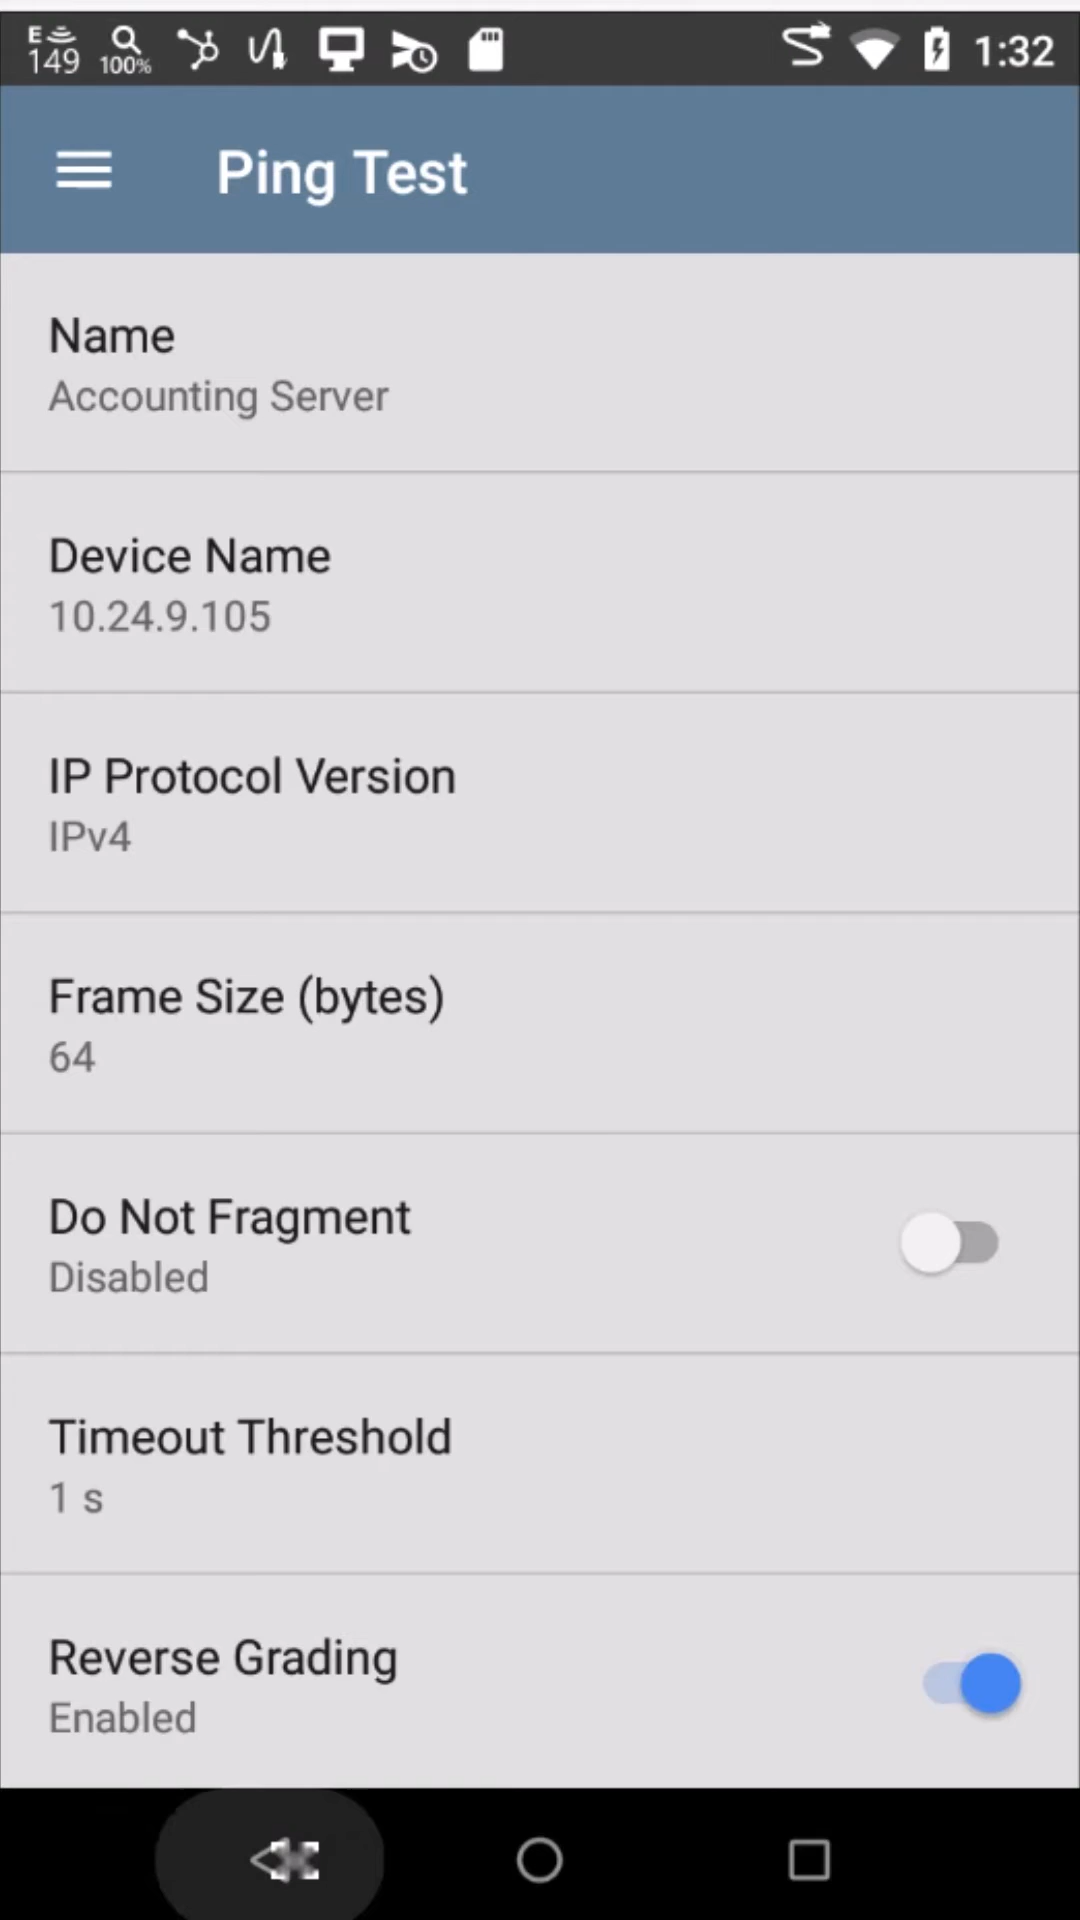 E
149
100%
1:32
Ping Test
Name
Accounting Server
Device Name
10.24.9.105
IP Protocol Version
IPv4
Frame Size (bytes)
64
Do Not Fragment
Disabled
Timeout Threshold
1 s
Reverse Grading
Enabled